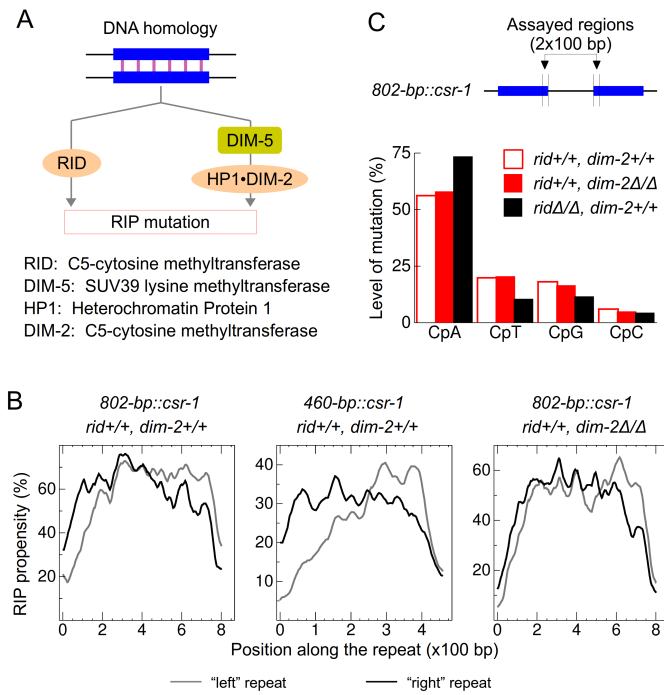 A
DNA homology
DIM-5
RID
HP1•DIM-2
RIP mutation
RID: C5-cytosine methyltransferase
DIM-5: SUV39 lysine methyltransferase
HP1: Heterochromatin Protein 1
DIM-2: C5-cytosine methyltransferase
C
Assayed regions
(2x100 bp)
802-bp::csr-1
Level of mutation (%)
75
50
25
0
rid+/+, dim-2+/+
rid+/+, dim-2Δ/Δ
ridΔ/Δ, dim-2+/+
CpA CpT CpG CpC
B
802-bp::csr-1
rid+/+, dim-2+/+
460-bp::csr-1
rid+/+, dim-2+/+
802-bp::csr-1
rid+/+, dim-2Δ/Δ
RIP propensity (%)
60
40
20
0 2 4 6 8
40
30
20
10
0 1 2 3 4
60
40
20
0 2 4 6 8
Position along the repeat (x100 bp)
“left” repeat
“right” repeat